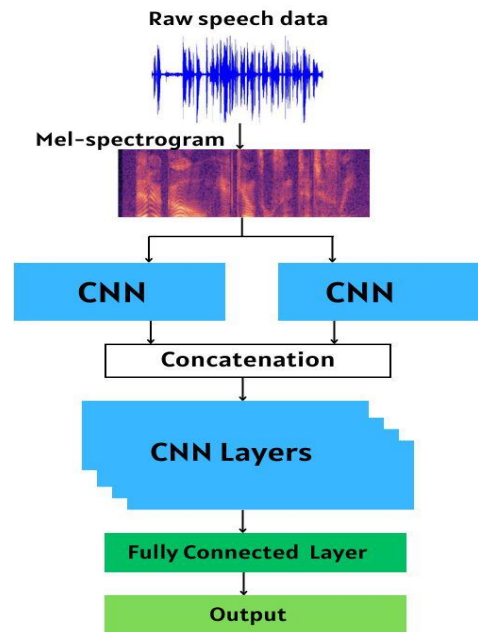 Raw speech data
Mel-spectrogram
CNN
CNN
Concatenation
CNN Layers
Fully Connected Layer
Output